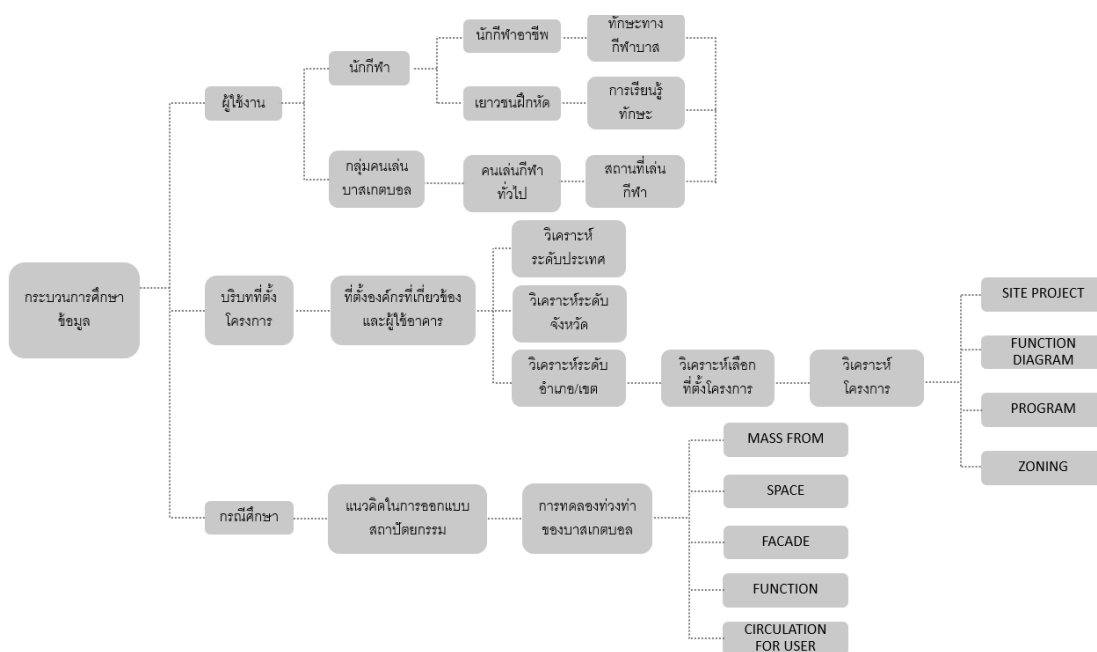 กระบวนการศึกษา
ข้อมูล
ผู้ใช้งาน
นักกีฬา
นักกีฬาอาชีพ
ทักษะทาง
กีฬาบาส
เยาวชนฝึกหัด
การเรียนรู้
ทักษะ
กลุ่มคนเล่น
บาสเกตบอล
คนเล่นกีฬา
ทั่วไป
สถานที่เล่น
กีฬา
บริบทที่ตั้ง
โครงการ
ที่ตั้งองค์กรที่เกี่ยวข้อง
และผู้ใช้อาคาร
วิเคราะห์
ระดับประเทศ
วิเคราะห์ระดับ
จังหวัด
วิเคราะห์ระดับ
อำเภอ/เขต
วิเคราะห์เลือก
ที่ตั้งโครงการ
วิเคราะห์
โครงการ
SITE PROJECT
FUNCTION
DIAGRAM
PROGRAM
ZONING
กรณีศึกษา
แนวคิดในการออกแบบ
สถาปัตยกรรม
การทดลองท่วงท่า
ของบาสเกตบอล
MASS FROM
SPACE
FACADE
FUNCTION
CIRCULATION
FOR USER